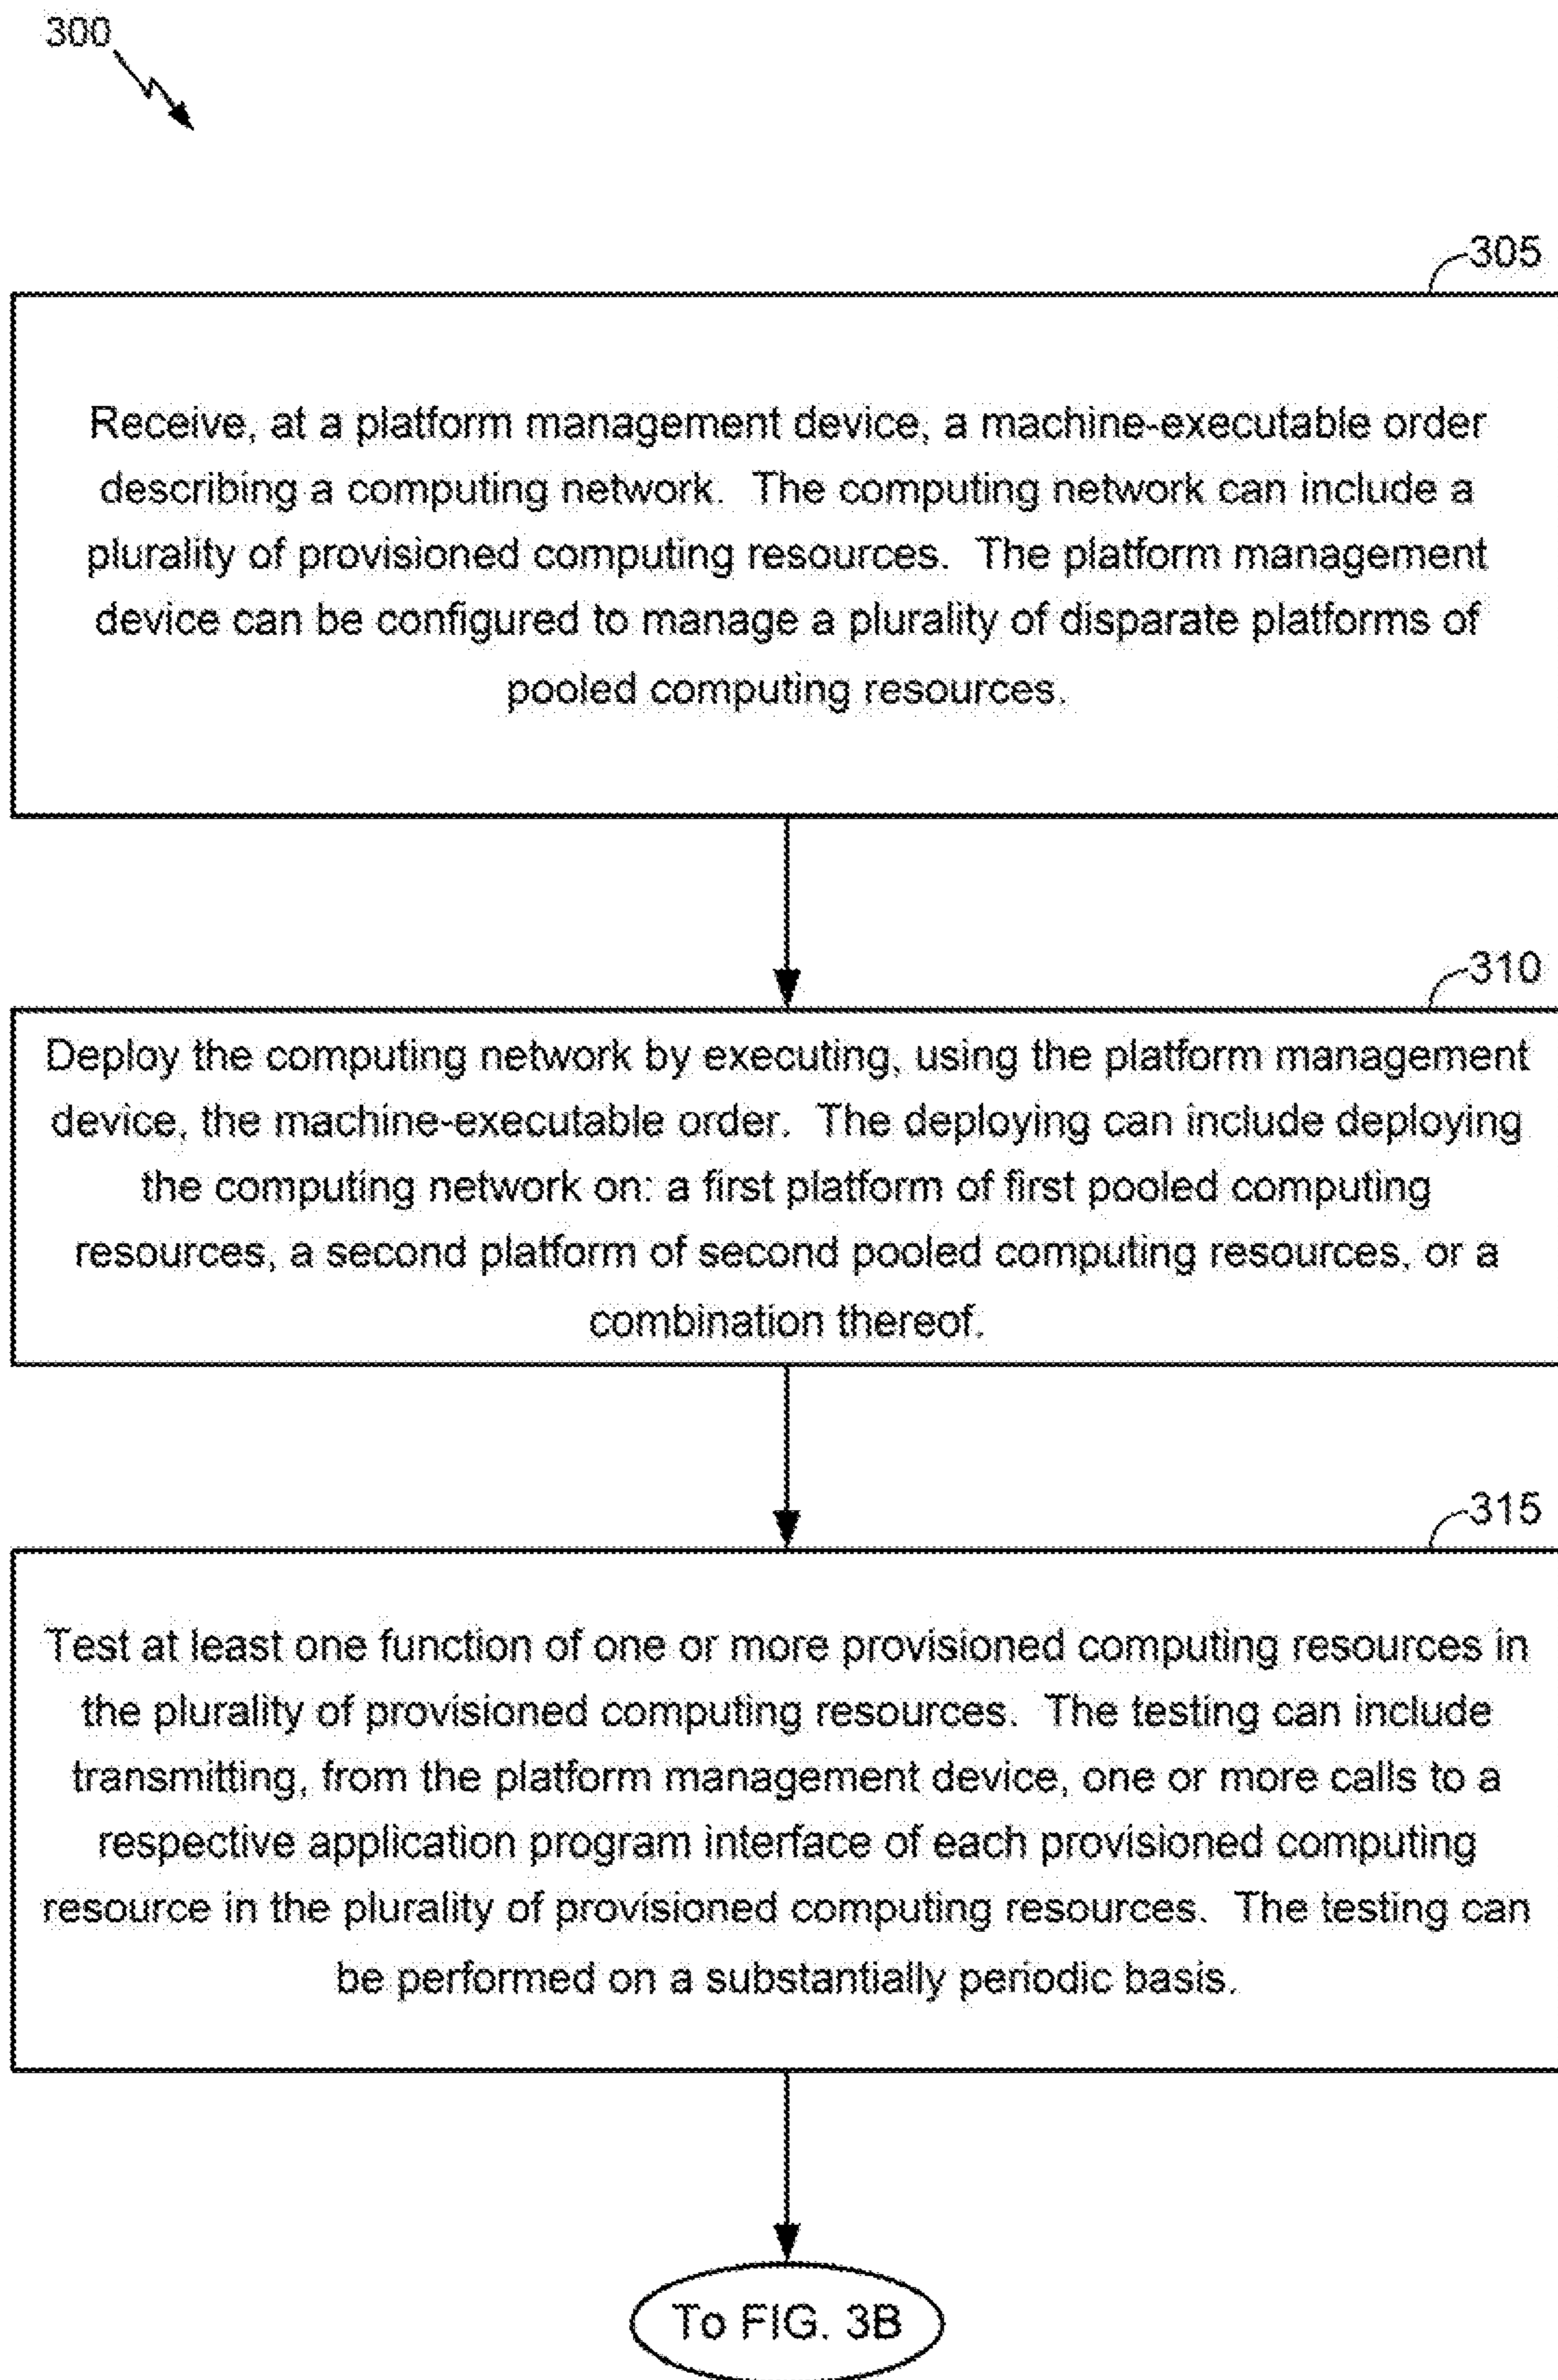 300
305
Receive, at a platform management device, a machine-executable order
describing a computing network. The computing network can include a
plurality of provisioned computing resources. The platform management
device can be configured to manage a plurality of disparate platforms of
pooled computing resources.
310
Deploy the computing network by executing, using the platform management
device, the machine-executable order. The deploying can include deploying
the computing network on: a first platform of first pooled computing
resources, a second platform of second pooled computing resources, or a
combination thereof.
315
Test at least one function of one or more provisioned computing resources in
the plurality of provisioned computing resources. The testing can include
transmitting, from the platform management device, one or more calls to a
respective application program interface of each provisioned computing
resource in the plurality of provisioned computing resources. The testing can
be performed on a substantially periodic basis.
To FIG. 3B